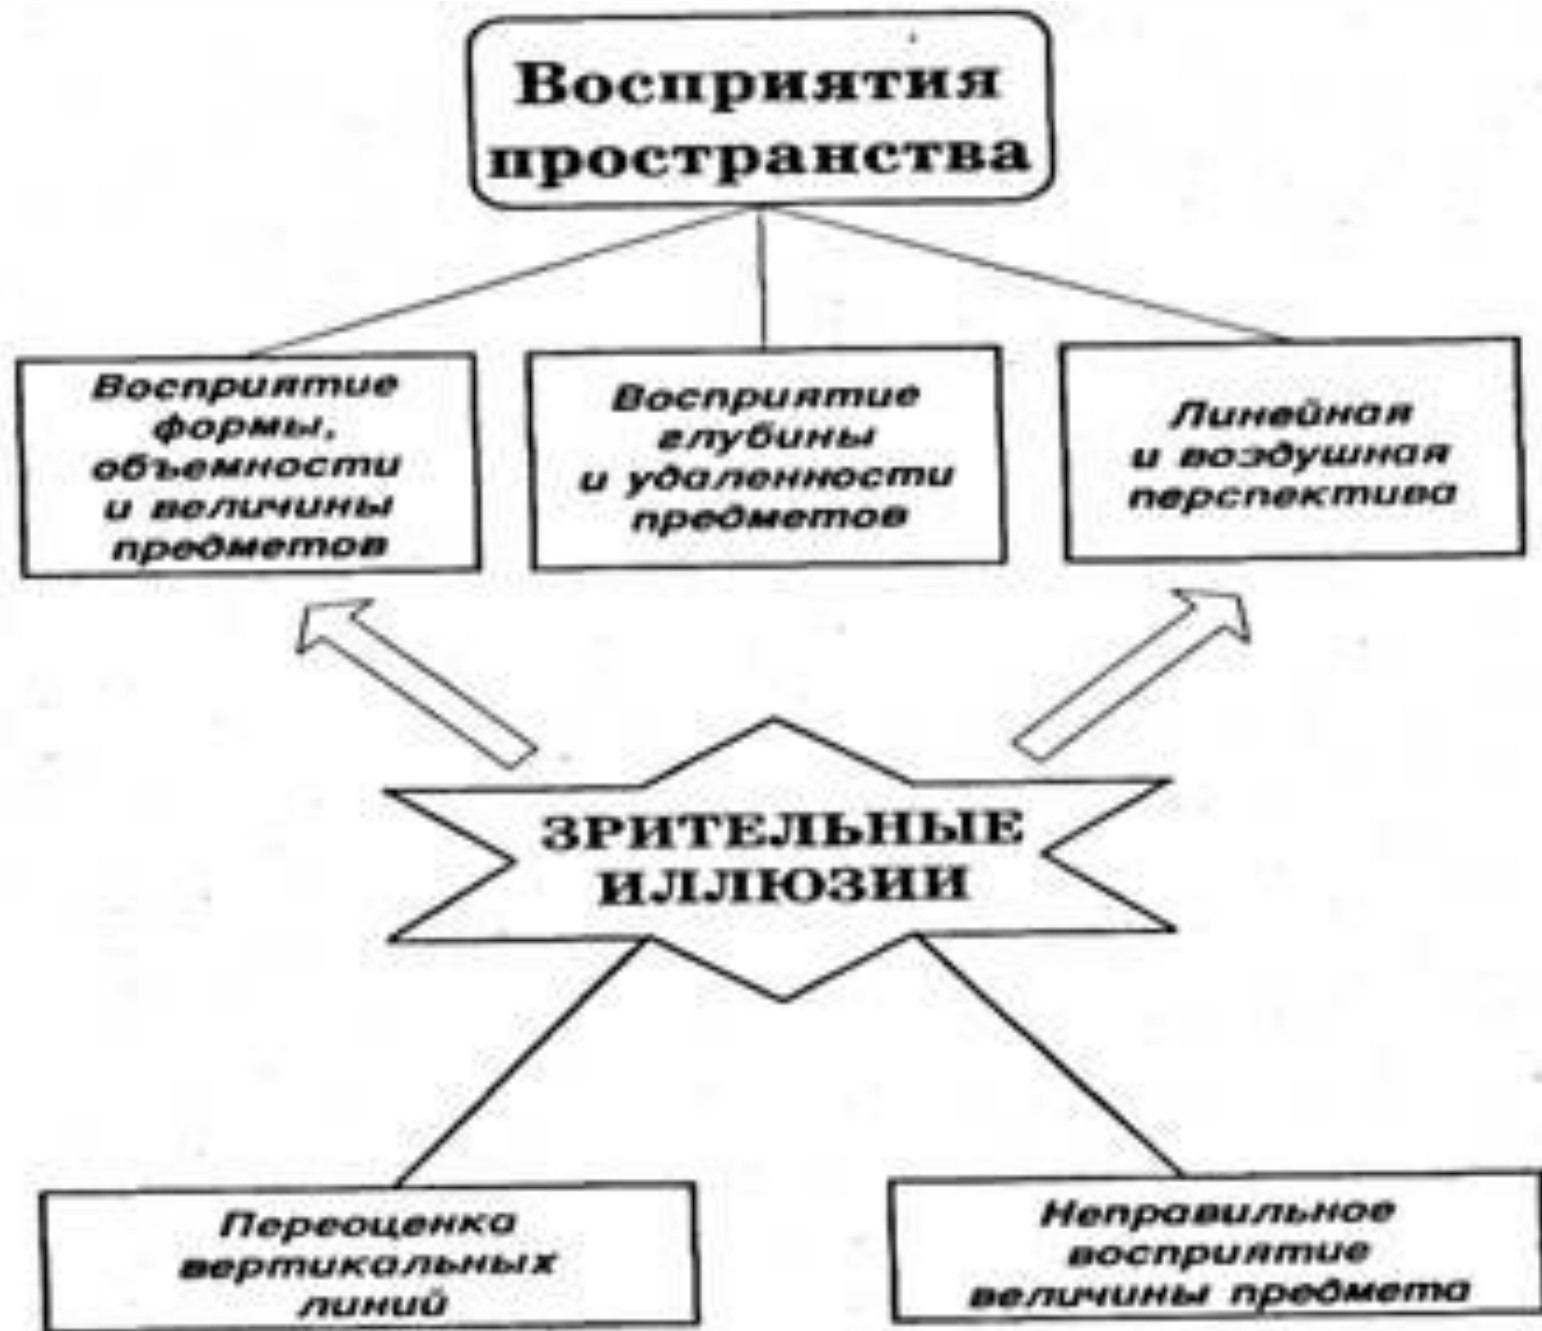 Восприятия
пространства
Восприятие
формы,
объемности
и величины
предметов
Восприятие
глубины
и удаленности
предметов
Линейная
и воздушная
перспектива
ЗРИТЕЛЬНЫЕ
ИЛЛЮЗИИ
Переоценка
вертикальных
линий
Неправильное
восприятие
величины предмета